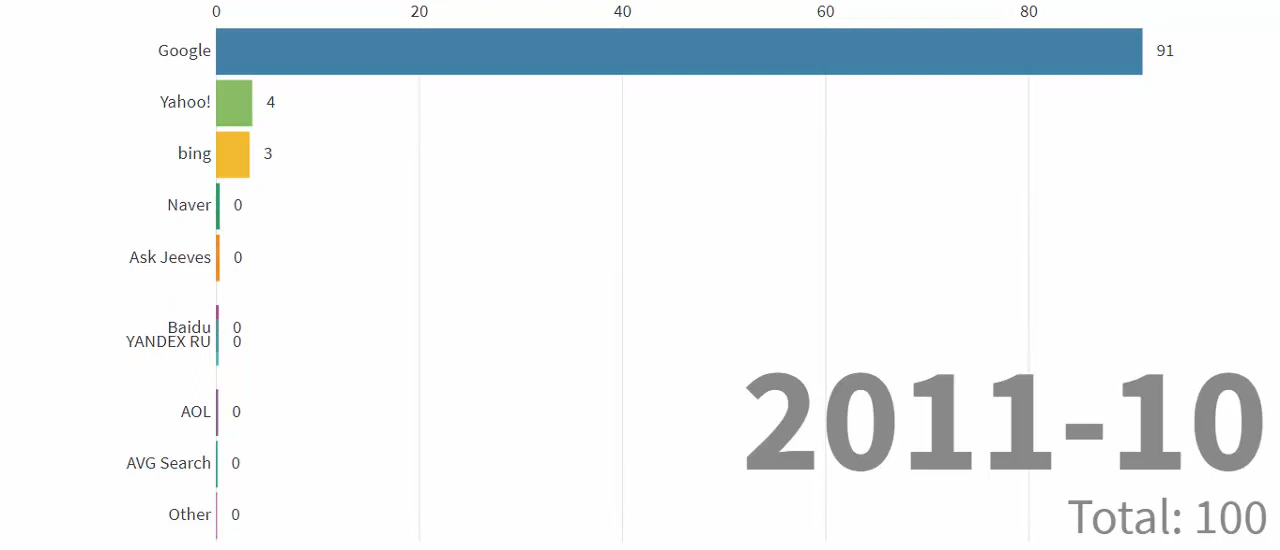 0 20 40 60 80
Google 91
Yahoo! 4
bing 3
Naver 0
Ask Jeeves 0
Baidu 0
YANDEX RU 0
AOL 0
AVG Search 0
Other 0
2011-10
Total: 100